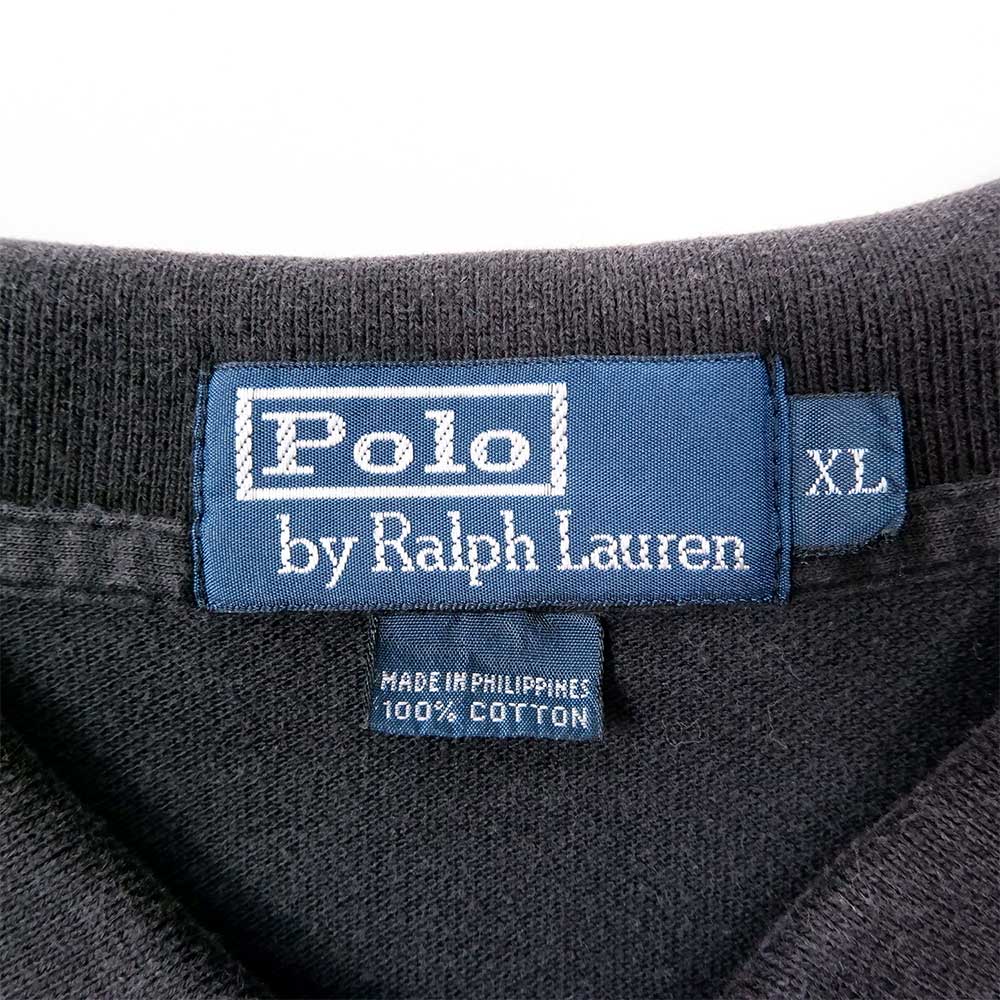 Polo
by Ralph Lauren
XL
MADE IN PHILIPPINES
100% COTTON